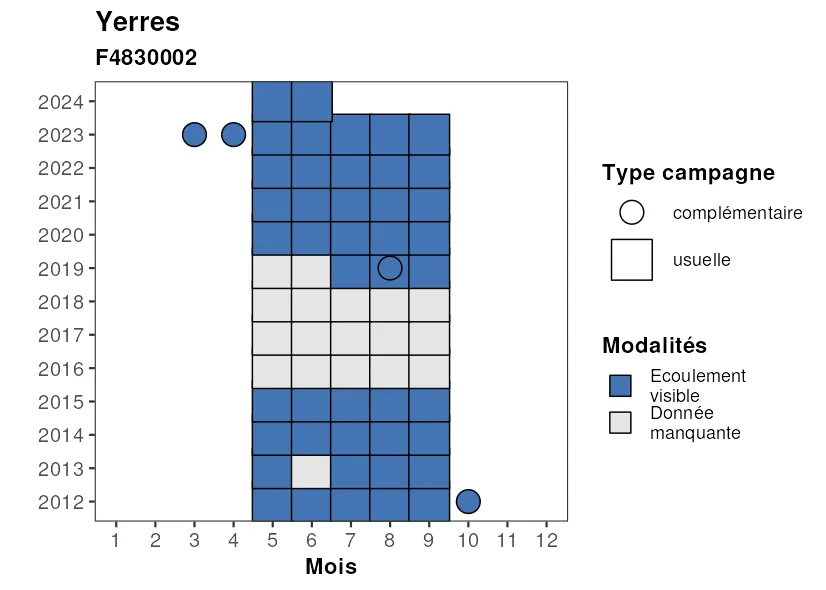 Yerres
F4830002
2024
2023
2022
2021
2020
2019
2018
2017
2016
2015
2014
2013
2012
1 2 3 4 5 6 7 8 9 10 11 12
Mois
Type campagne
complémentaire
usuelle
Modalités
Ecoulement
visible
Donnée
manquante